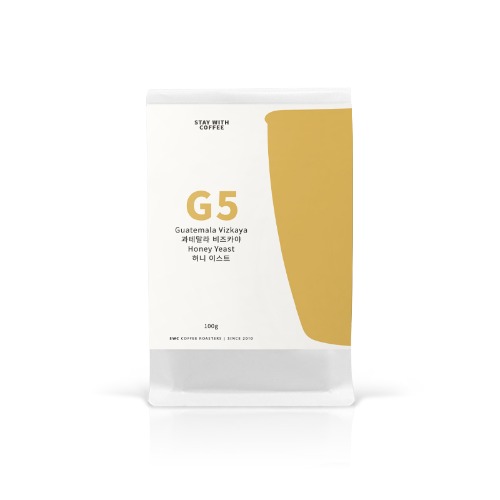 STAY WITH
COFFEE
G5
Guatemala Vizkaya
과테말라 비즈카야
Honey Yeast
허니 이스트
100g
SWC COFFEE ROASTERS | SINCE 2010